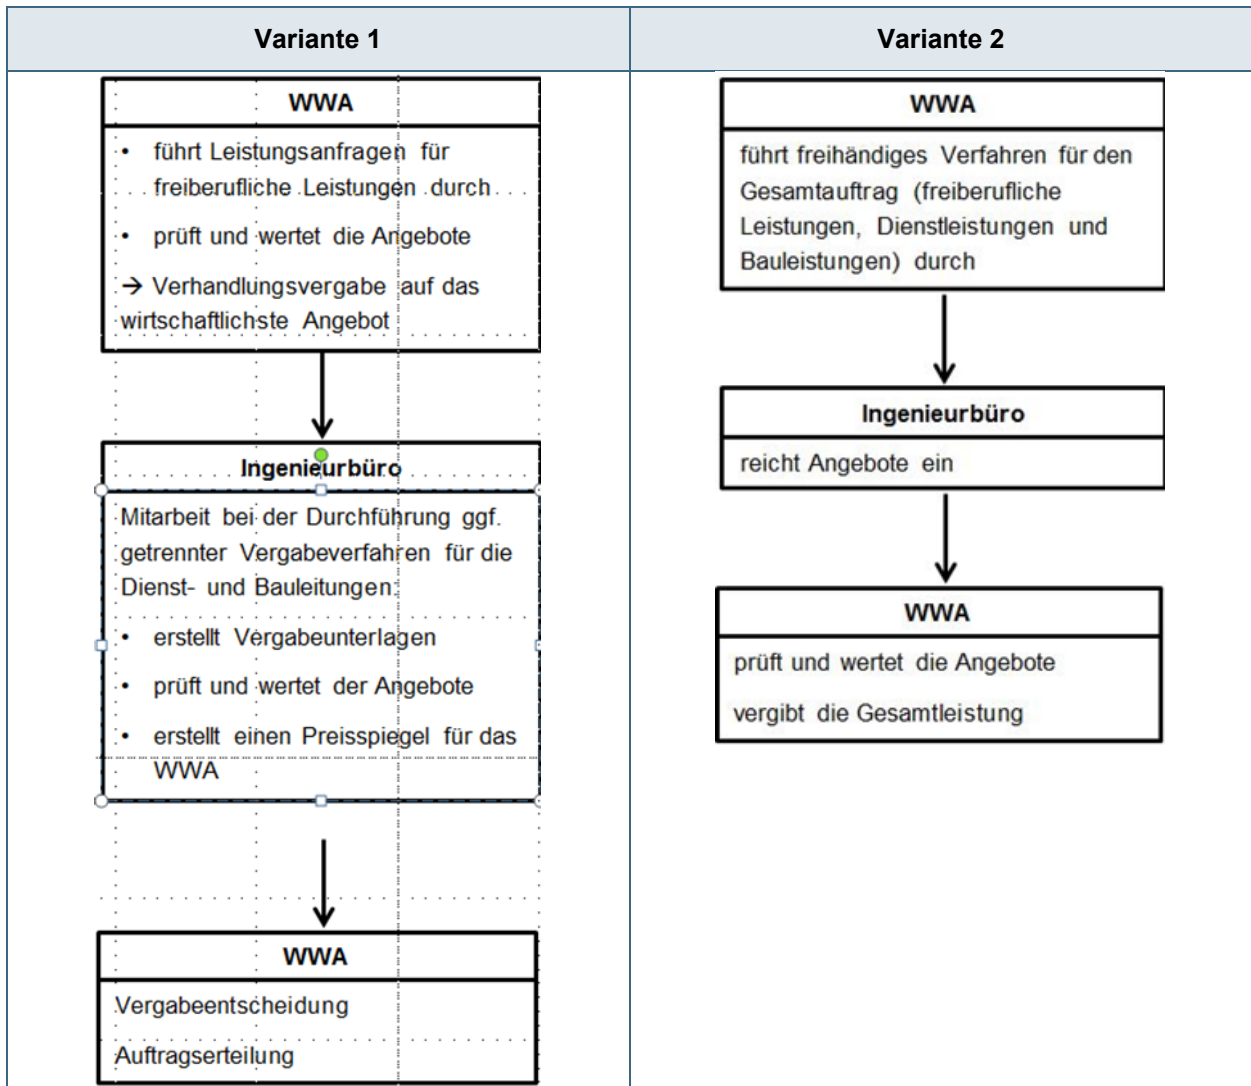 Variante 1
WWA
• führt Leistungsanfragen für
freiberufliche Leistungen durch
• prüft und wertet die Angebote
→ Verhandlungsvergabe auf das
wirtschaftlichste Angebot
Ingenieurbüro
Mitarbeit bei der Durchführung ggf.
getrennter Vergabeverfahren für die
Dienst- und Bauleitungen:
• erstellt Vergabeunterlagen
• prüft und wertet der Angebote
• erstellt einen Preisspiegel für das
WWA
WWA
Vergabeentscheidung
Auftragserteilung
Variante 2
WWA
führt freihändiges Verfahren für den
Gesamtauftrag (freiberufliche
Leistungen, Dienstleistungen und
Bauleistungen) durch
Ingenieurbüro
reicht Angebote ein
WWA
prüft und wertet die Angebote
vergibt die Gesamtleistung